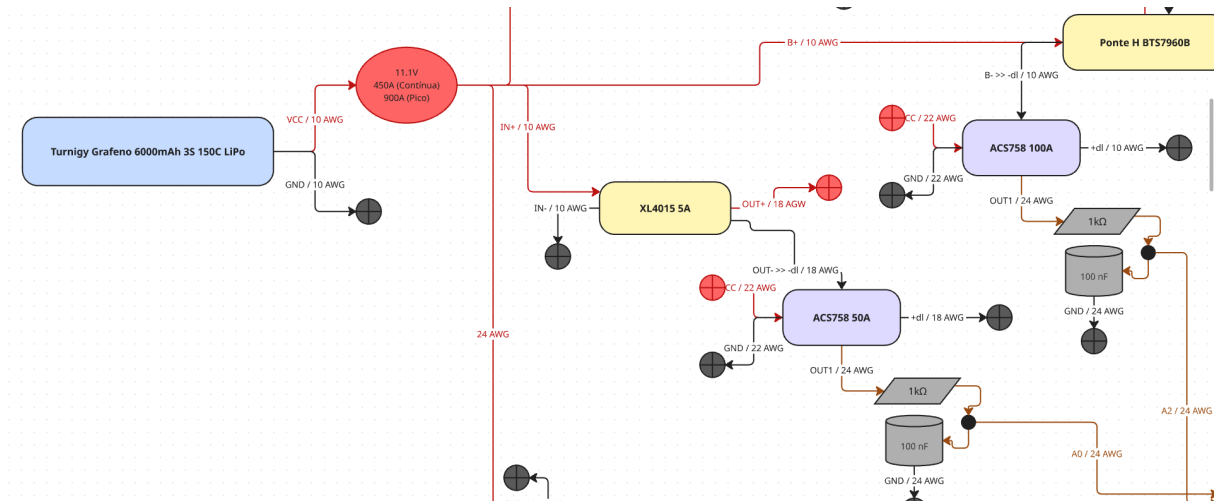 B+ / 10 AWG
Ponte H BTS7960B
11.1V
450A (Contínua)
900A (Pico)
B- >> -dl / 10 AWG
VCC / 10 AWG
IN+ / 10 AWG
CC / 22 AWG
Turnigy Grafeno 6000mAh 3S 150C LiPo
ACS758 100A
+dl / 10 AWG
GND / 10 AWG
GND / 22 AWG
XL4015 5A
OUT+ / 18 AGW
OUT1 / 24 AWG
IN- / 10 AWG
1kΩ
OUT- >> -dl / 18 AWG
100 nF
CC / 22 AWG
GND / 24 AWG
ACS758 50A
+dl / 18 AWG
24 AWG
GND / 22 AWG
OUT1 / 24 AWG
1kΩ
A2 / 24 AWG
100 nF
A0 / 24 AWG
GND / 24 AWG